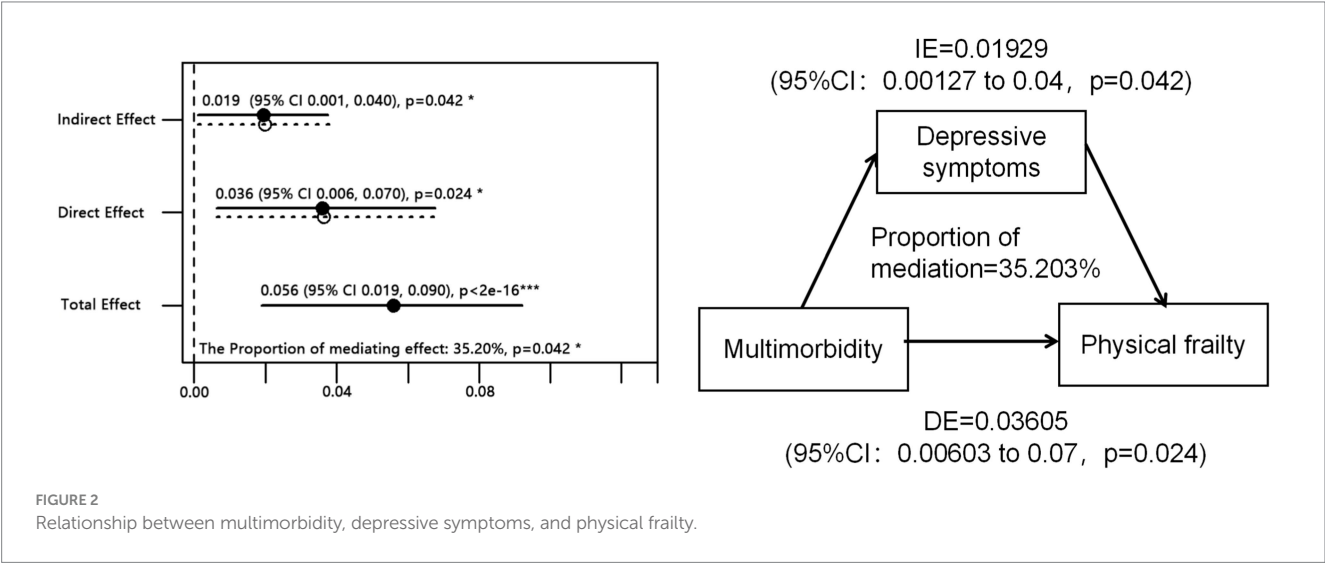 0.019 (95% CI 0.001, 0.040), p=0.042 *
Indirect Effect
0.036 (95% CI 0.006, 0.070), p=0.024 *
Direct Effect
0.056 (95% CI 0.019, 0.090), p<2e-16***
Total Effect
The Proportion of mediating effect: 35.20%, p=0.042 *
0.00 0.04 0.08
IE=0.01929
(95%CI： 0.00127 to 0.04， p=0.042)
Depressive
symptoms
Proportion of
mediation=35.203%
Multimorbidity
Physical frailty
DE=0.03605
(95%CI： 0.00603 to 0.07， p=0.024)
FIGURE 2
Relationship between multimorbidity, depressive symptoms, and physical frailty.